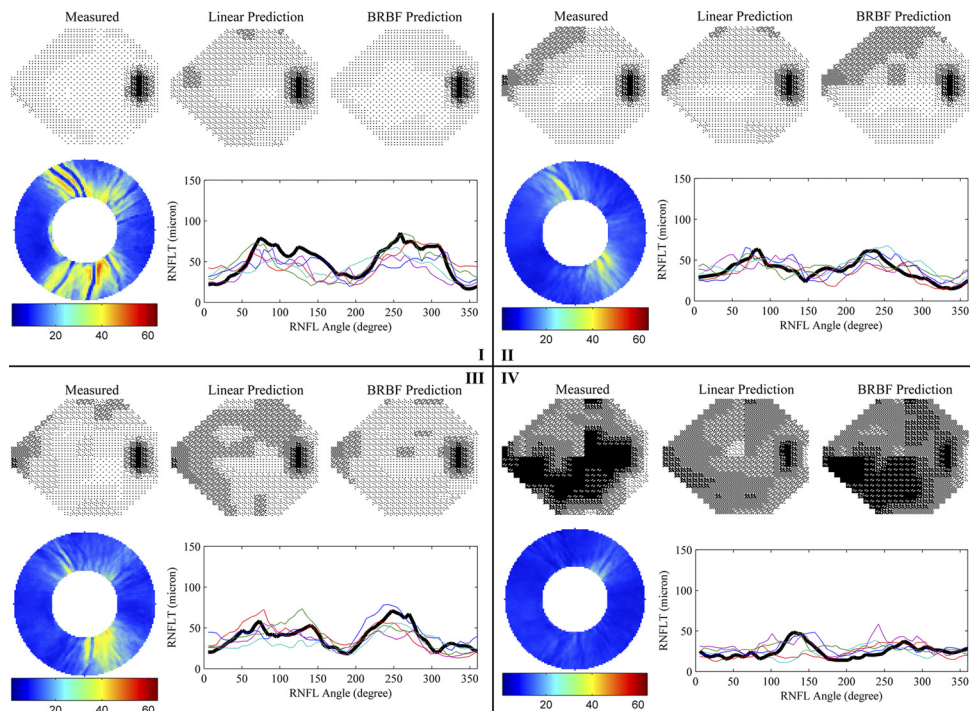 Measured Linear Prediction BRBF Prediction
RNFLT (micron)
150
100
50
0
0 50 100 150 200 250 300 350
RNFL Angle (degree)
20 40 60
I
Measured Linear Prediction BRBF Prediction
RNFLT (micron)
150
100
50
0
0 50 100 150 200 250 300 350
RNFL Angle (degree)
20 40 60
II
III
Measured Linear Prediction BRBF Prediction
RNFLT (micron)
150
100
50
0
0 50 100 150 200 250 300 350
RNFL Angle (degree)
20 40 60
IV
Measured Linear Prediction BRBF Prediction
RNFLT (micron)
150
100
50
0
0 50 100 150 200 250 300 350
RNFL Angle (degree)
20 40 60